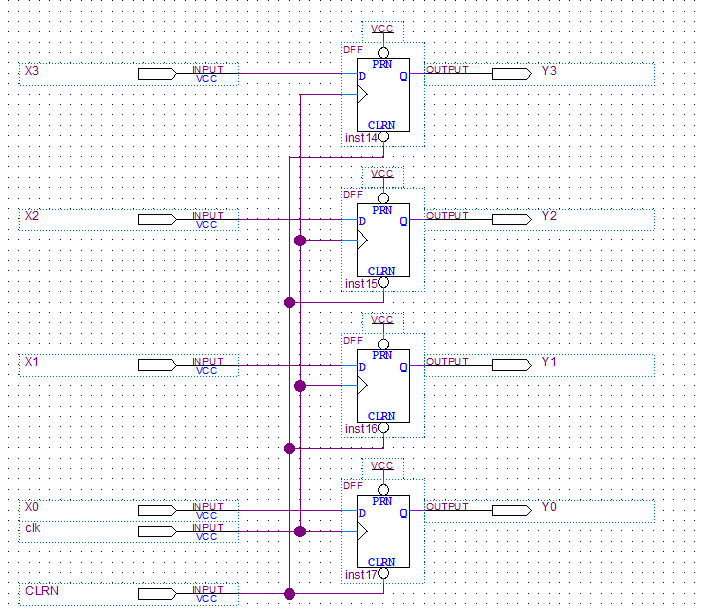 VCC
DFF
X3 INPUT PRN OUTPUT Y3
VCC D Q
CLRN
inst14
VCC
DFF
X2 INPUT PRN OUTPUT Y2
VCC D Q
CLRN
inst15
VCC
DFF
X1 INPUT PRN OUTPUT Y1
VCC D Q
CLRN
inst16
VCC
DFF
X0 INPUT PRN OUTPUT Y0
VCC D Q
clk INPUT
VCC
CLRN
inst17
CLRN INPUT
VCC